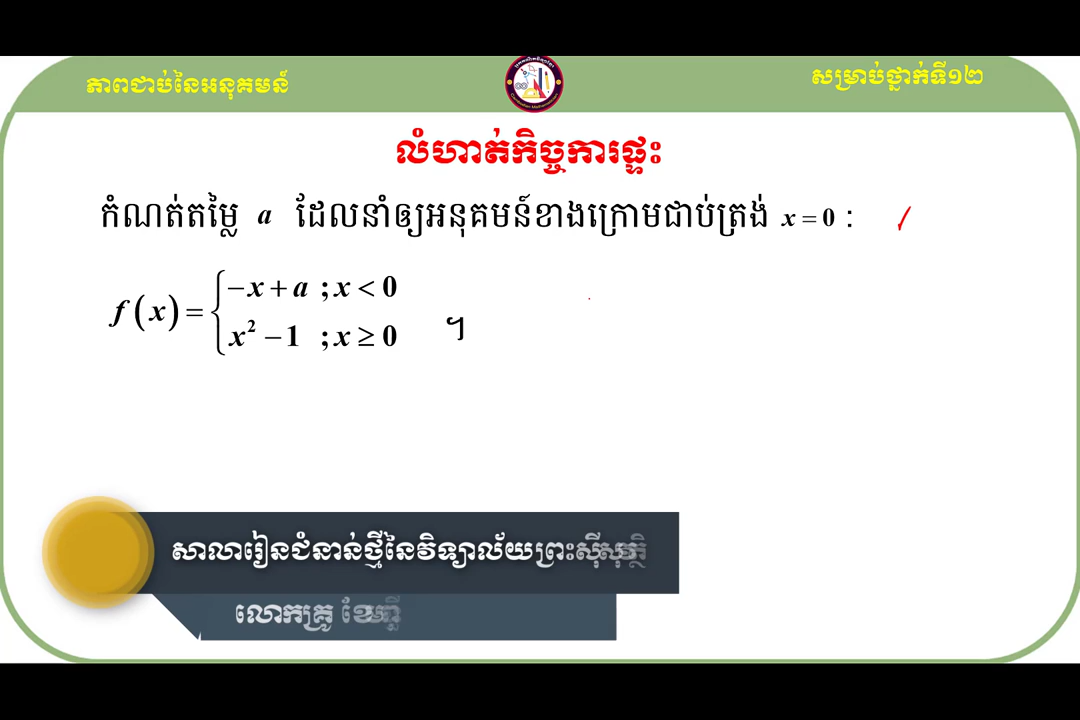 ភាពជាប់នៃអនុគមន៍
សម្រាប់ថ្នាក់ទី១២
លំហាត់កិច្ចការផ្ទះ
កំណត់តម្លៃ a ដែលនាំឲ្យអនុគមន៍ខាងក្រោមជាប់ត្រង់ x = 0 :
f(x) = { −x + a ; x < 0
x² − 1 ; x ≥ 0 ។
សាលារៀនជំនាន់ថ្មីនៃវិទ្យាល័យព្រះស៊ីសុវត្ថិ
លោកគ្រូ